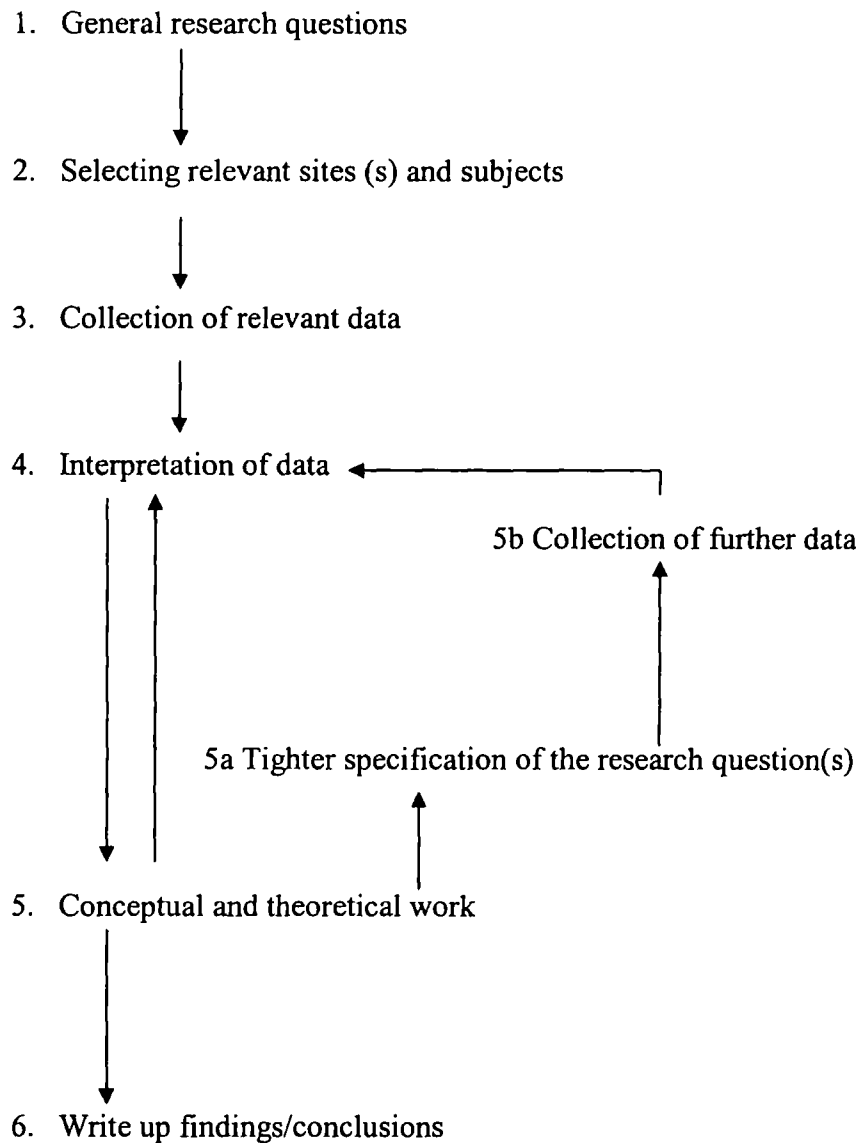 1. General research questions
2. Selecting relevant sites (s) and subjects
3. Collection of relevant data
4. Interpretation of data
5b Collection of further data
5a Tighter specification of the research question(s)
5. Conceptual and theoretical work
6. Write up findings/conclusions